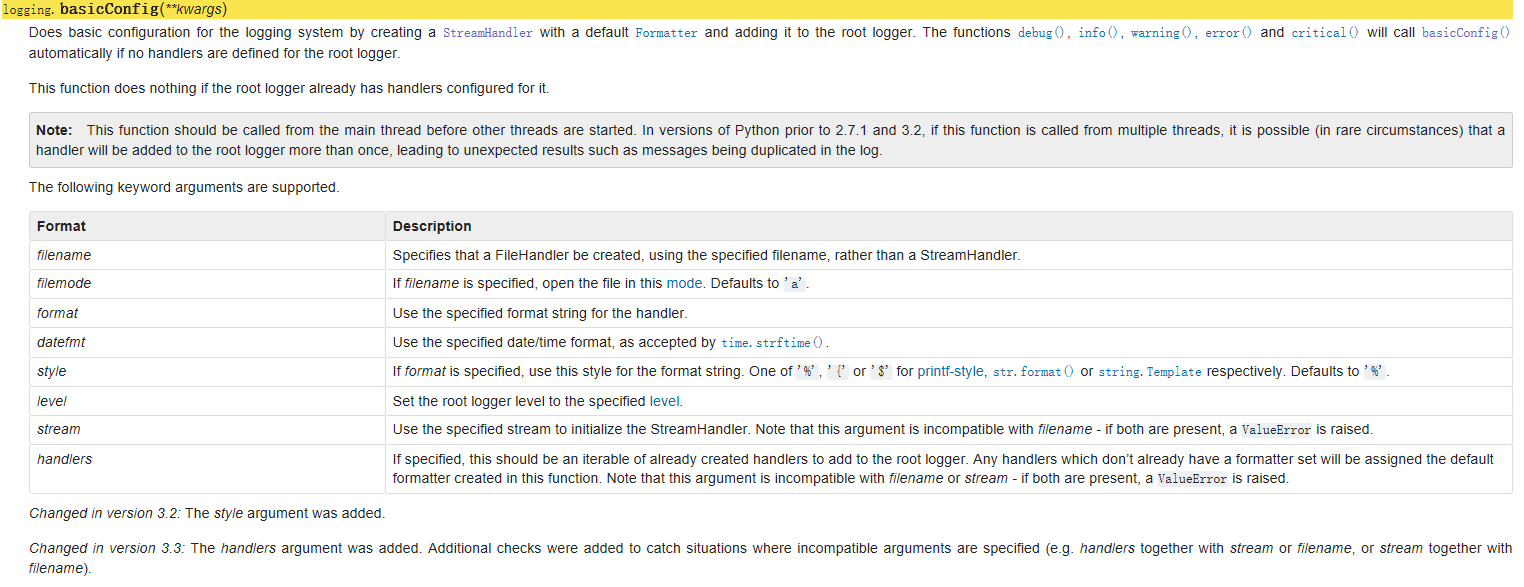 logging. basicConfig(**kwargs)
Does basic configuration for the logging system by creating a StreamHandler with a default Formatter and adding it to the root logger. The functions debug(), info(), warning(), error() and critical() will call basicConfig()
automatically if no handlers are defined for the root logger.
This function does nothing if the root logger already has handlers configured for it.
Note: This function should be called from the main thread before other threads are started. In versions of Python prior to 2.7.1 and 3.2, if this function is called from multiple threads, it is possible (in rare circumstances) that a
handler will be added to the root logger more than once, leading to unexpected results such as messages being duplicated in the log.
The following keyword arguments are supported.
Format Description
filename Specifies that a FileHandler be created, using the specified filename, rather than a StreamHandler.
filemode If filename is specified, open the file in this mode. Defaults to 'a'.
format Use the specified format string for the handler.
datefmt Use the specified date/time format, as accepted by time.strftime().
style If format is specified, use this style for the format string. One of '%', '{' or '$' for printf-style, str.format() or string.Template respectively. Defaults to '%'.
level Set the root logger level to the specified level.
stream Use the specified stream to initialize the StreamHandler. Note that this argument is incompatible with filename - if both are present, a ValueError is raised.
handlers If specified, this should be an iterable of already created handlers to add to the root logger. Any handlers which don't already have a formatter set will be assigned the default
formatter created in this function. Note that this argument is incompatible with filename or stream - if both are present, a ValueError is raised.
Changed in version 3.2: The style argument was added.
Changed in version 3.3: The handlers argument was added. Additional checks were added to catch situations where incompatible arguments are specified (e.g. handlers together with stream or filename, or stream together with
filename).